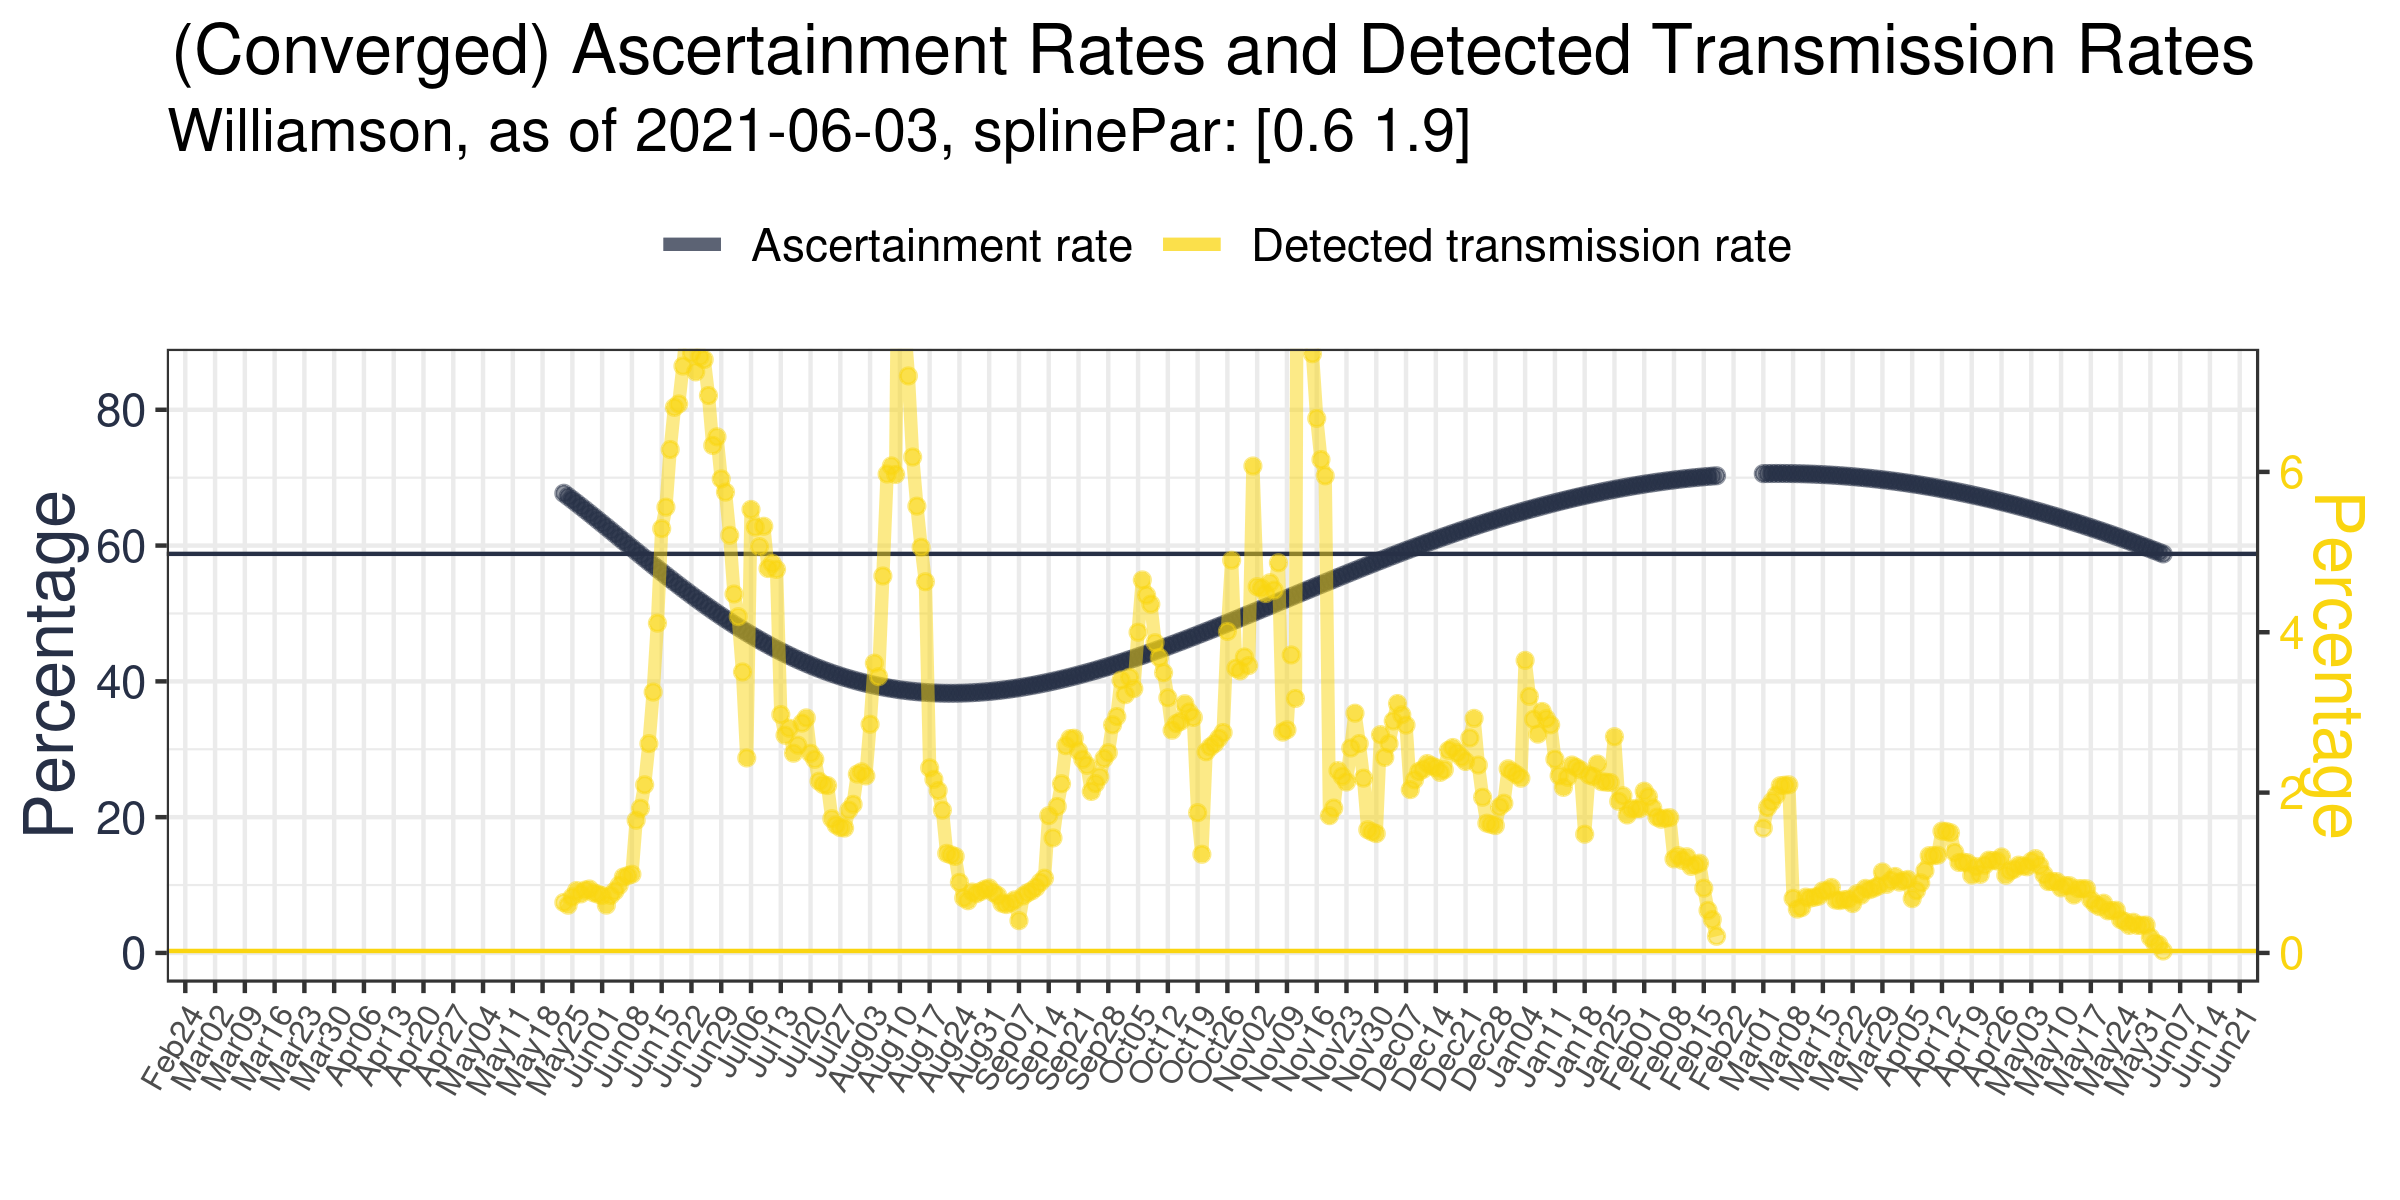 (Converged) Ascertainment Rates and Detected Transmission Rates
Williamson, as of 2021-06-03, splinePar: [0.6 1.9]
Ascertainment rate
Detected transmission rate
Percentage
80
60
40
20
0
6
4
2
0
Percentage
Feb24
Mar02
Mar09
Mar16
Mar23
Mar30
Apr06
Apr13
Apr20
Apr27
May04
May11
May18
May25
Jun01
Jun08
Jun15
Jun22
Jun29
Jul06
Jul13
Jul20
Jul27
Aug03
Aug10
Aug17
Aug24
Aug31
Sep07
Sep14
Sep21
Sep28
Oct05
Oct12
Oct19
Oct26
Nov02
Nov09
Nov16
Nov23
Nov30
Dec07
Dec14
Dec21
Dec28
Jan04
Jan11
Jan18
Jan25
Feb01
Feb08
Feb15
Feb22
Mar01
Mar08
Mar15
Mar22
Mar29
Apr05
Apr12
Apr19
Apr26
May03
May10
May17
May24
May31
Jun07
Jun14
Jun21